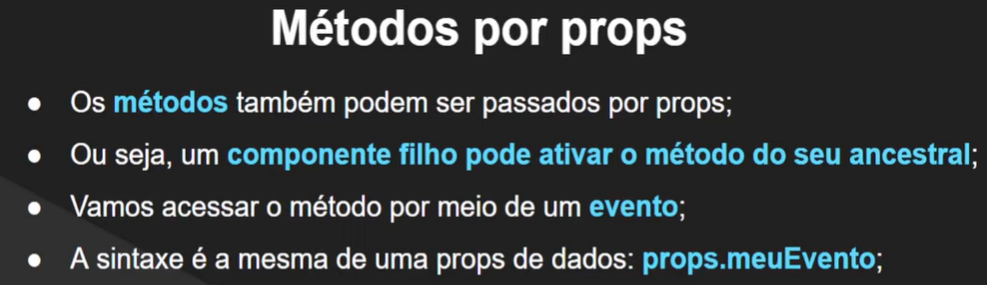 Métodos por props
● Os métodos também podem ser passados por props;
● Ou seja, um componente filho pode ativar o método do seu ancestral;
● Vamos acessar o método por meio de um evento;
● A sintaxe é a mesma de uma props de dados: props.meuEvento;